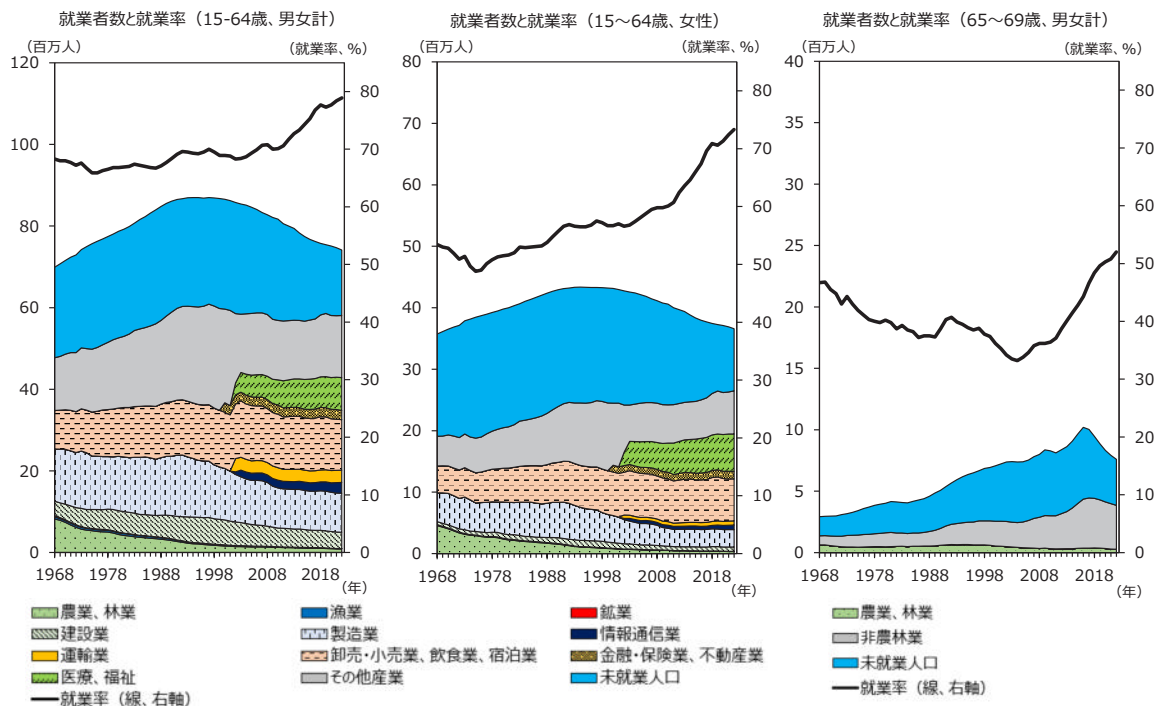 就業者数と就業率（15-64歳、男女計）
（百万人）
（就業率、%）
120
100
80
60
40
20
0
80
70
60
50
40
30
20
10
0
1968 1978 1988 1998 2008 2018
（年）
就業者数と就業率（15～64歳、女性）
（百万人）
（就業率、%）
80
70
60
50
40
30
20
10
0
80
70
60
50
40
30
20
10
0
1968 1978 1988 1998 2008 2018
（年）
就業者数と就業率（65～69歳、男女計）
（百万人）
（就業率、%）
40
35
30
25
20
15
10
5
0
80
70
60
50
40
30
20
10
0
1968 1978 1988 1998 2008 2018
（年）
農業、林業 漁業 鉱業
建設業 製造業 情報通信業
運輸業 卸売・小売業、飲食業、宿泊業 金融・保険業、不動産業
医療、福祉 その他産業 未就業人口
就業率（線、右軸）
農業、林業
非農林業
未就業人口
就業率（線、右軸）